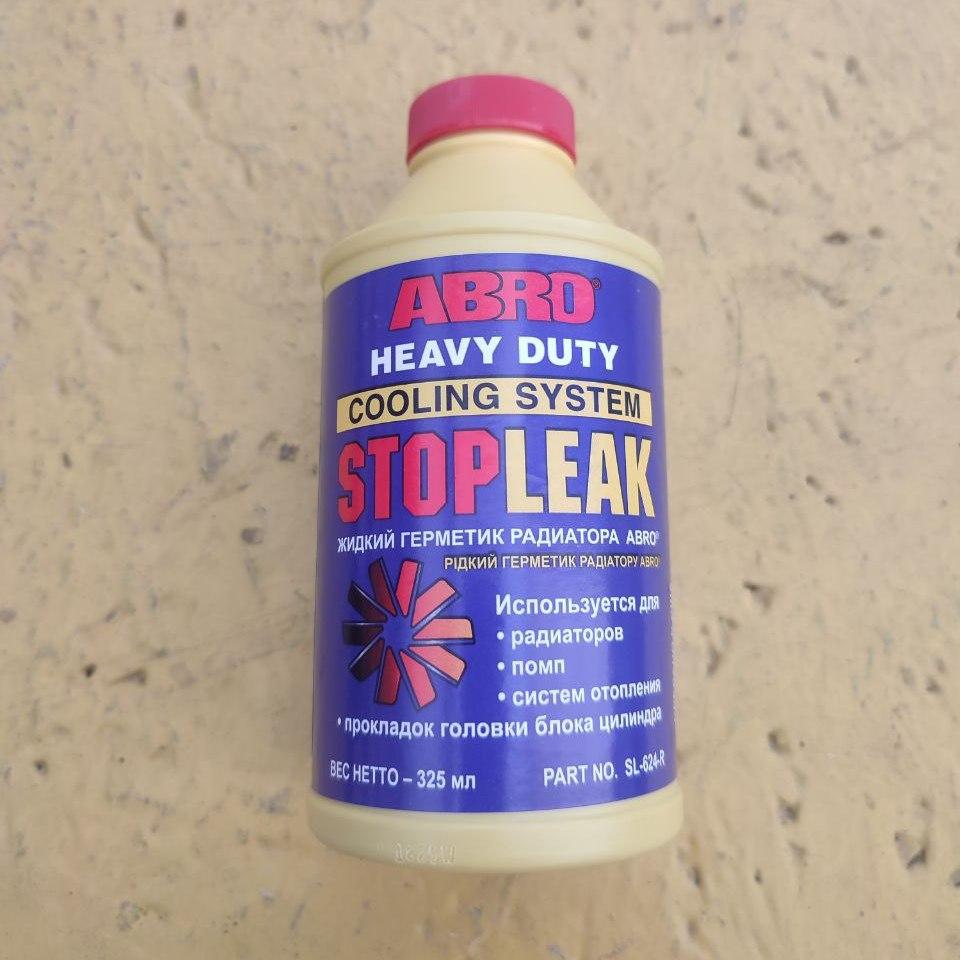 ABRO®
HEAVY DUTY
COOLING SYSTEM
STOPLEAK
ЖИДКИЙ ГЕРМЕТИК РАДИАТОРА ABRO®
РІДКИЙ ГЕРМЕТИК РАДІАТОРУ ABRO®
Используется для
• радиаторов
• помп
• систем отопления
• прокладок головки блока цилиндра
ВЕС НЕТТО – 325 мл
PART NO. SL-624-R